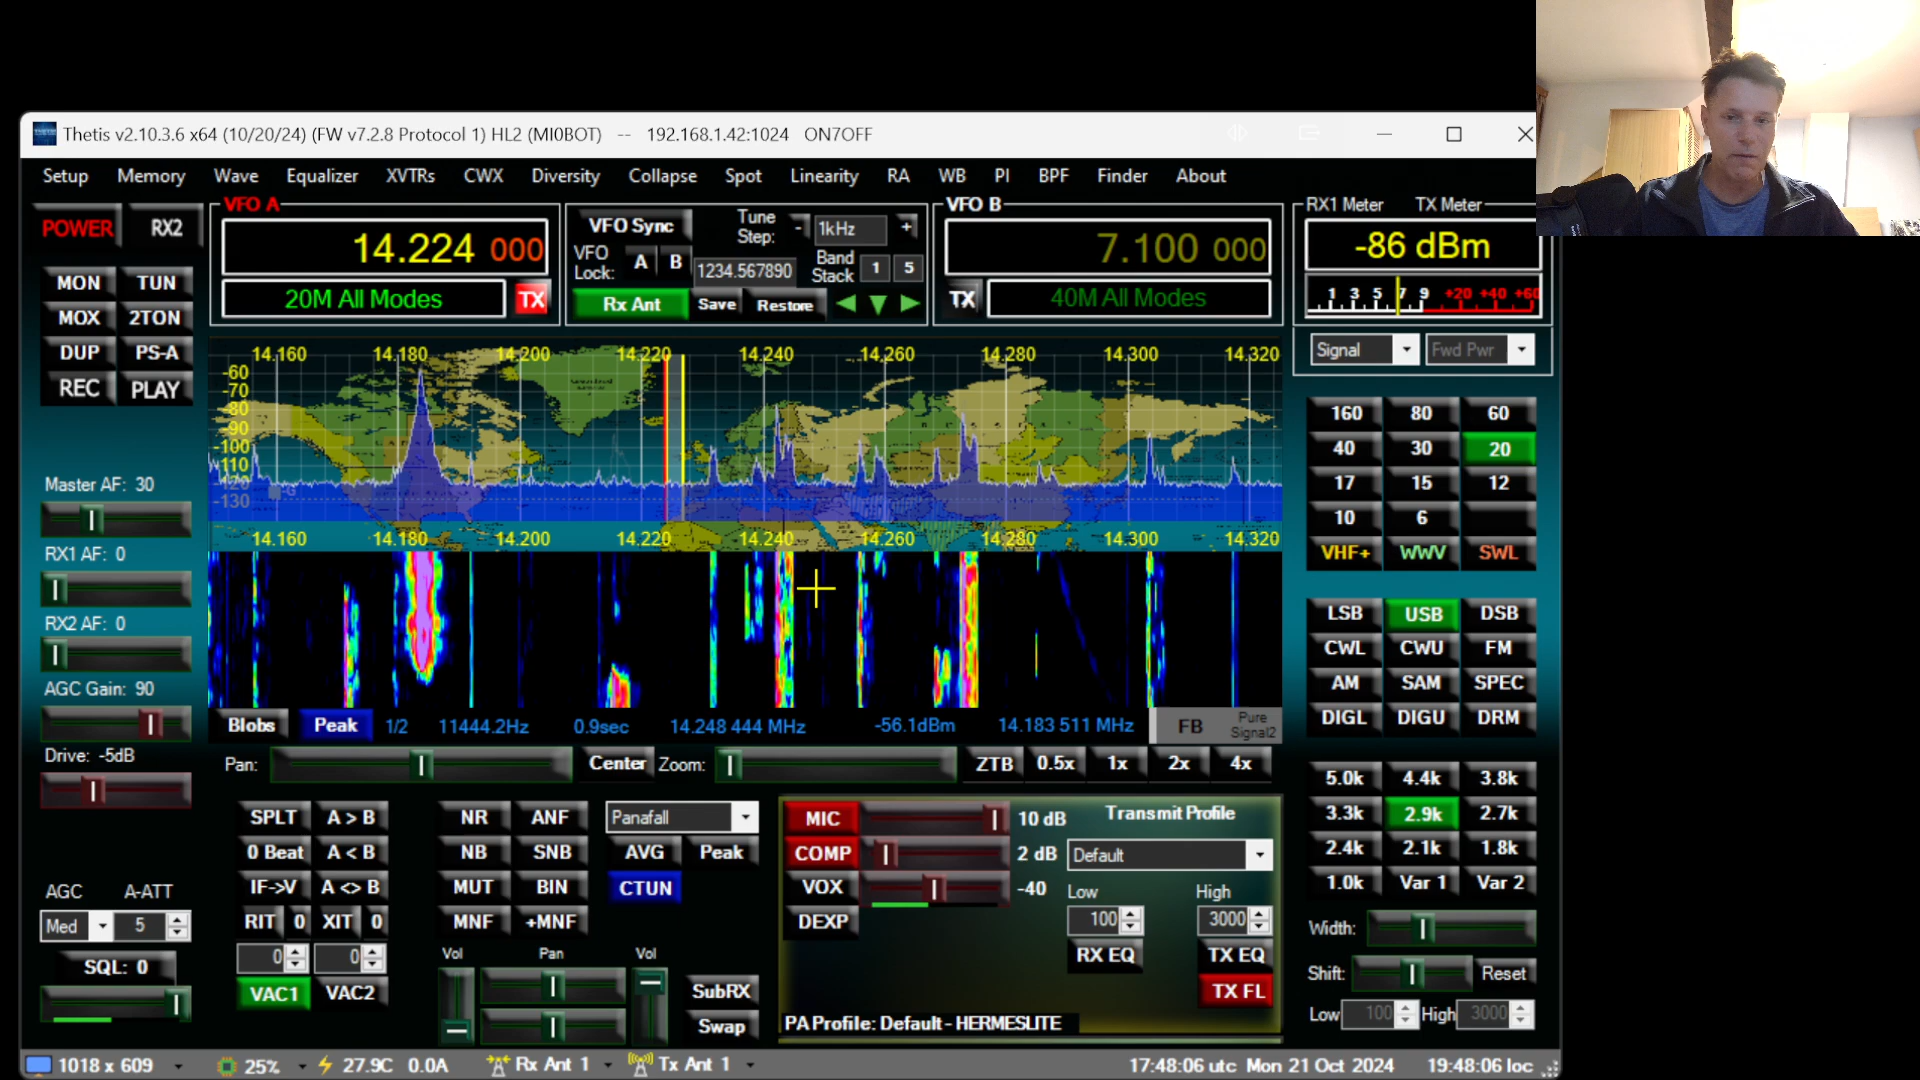 Thetis v2.10.3.6 x64 (10/20/24) (FW v7.2.8 Protocol 1) HL2 (MI0BOT) -- 192.168.1.42:1024 ON7OFF
Setup Memory Wave Equalizer XVTRs CWX Diversity Collapse Spot Linearity RA WB PI BPF Finder About
POWER RX2
MON TUN
MOX 2TON
DUP PS-A
REC PLAY
VFO A
14.224 000
20M All Modes TX
VFO Sync Tune Step: - 1kHz +
VFO Lock: A B 1234.567890 Band Stack 1 5
Rx Ant Save Restore
VFO B
7.100 000
TX 40M All Modes
RX1 Meter TX Meter
-86 dBm
1 3 5 7 9 +20 +40 +60
Signal Fwd Pwr
14.160 14.180 14.200 14.220 14.240 14.260 14.280 14.300 14.320
-60
-70
-80
-90
-100
-110
-120 -G
-130
14.160 14.180 14.200 14.220 14.260 14.280 14.300 14.320
Master AF: 30
RX1 AF: 0
RX2 AF: 0
AGC Gain: 90
Drive: -5dB
AGC A-ATT
Med 5
SQL: 0
Blobs Peak 1/2 11444.2Hz 0.9sec 14.248 444 MHz -56.1dBm 14.183 511 MHz FB Pure Signal2
Pan: Center Zoom: ZTB 0.5x 1x 2x 4x
SPLT A > B
0 Beat A < B
IF->V A <> B
RIT 0 XIT 0
0 0
VAC1 VAC2
NR ANF
NB SNB
MUT BIN
MNF +MNF
Panafall
AVG Peak
CTUN
Vol Pan Vol
SubRX
Swap
MIC 10 dB
COMP 2 dB
VOX -40
DEXP
Transmit Profile
Default
Low High
100 3000
RX EQ TX EQ
TX FL
PA Profile: Default - HERMESLITE
160 80 60
40 30 20
17 15 12
10 6
VHF+ WWV SWL
LSB USB DSB
CWL CWU FM
AM SAM SPEC
DIGL DIGU DRM
5.0k 4.4k 3.8k
3.3k 2.9k 2.7k
2.4k 2.1k 1.8k
1.0k Var 1 Var 2
Width:
Shift: Reset
Low 100 High 3000
1018 x 609 25% 27.9C 0.0A Rx Ant 1 Tx Ant 1 17:48:06 utc Mon 21 Oct 2024 19:48:06 loc